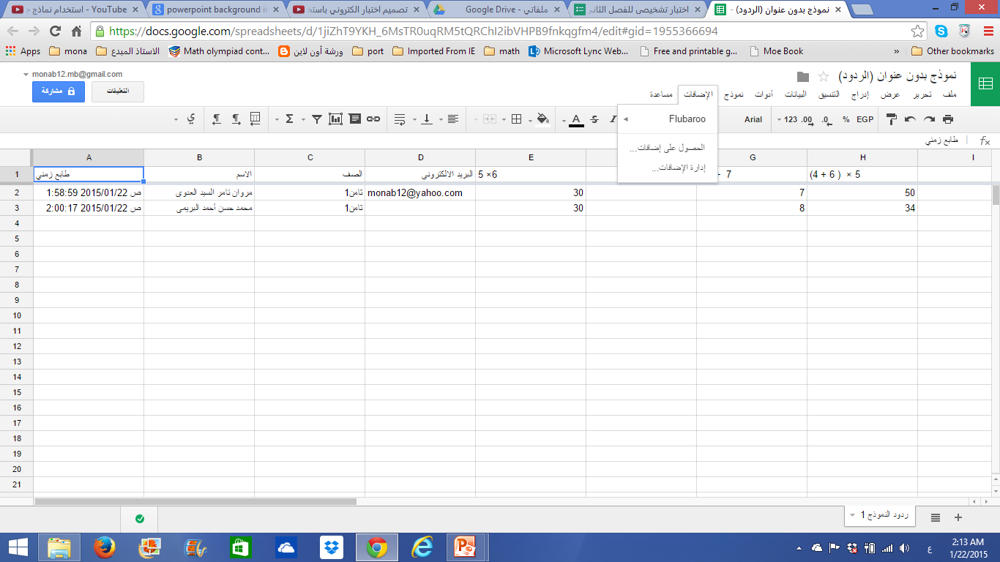 استخدام نماذج - YouTube
powerpoint background in
تصميم اختبار الكتروني باستخ
ملفاتي - Google Drive
اختبار تشخيصى للفصل الثاني
نموذج بدون عنوان (الردود) -
https://docs.google.com/spreadsheets/d/1jiZhT9YKH_6MsTR0uqRM5tQRChI2ibVHPB9fnkqgfm4/edit#gid=1955366694
Apps mona الاستاذ المبدع Math olympiad cont... ورشة أون لاين port Imported From IE math Microsoft Lync Web... Free and printable g... Moe Book » Other bookmarks
monab12.mb@gmail.com
نموذج بدون عنوان (الردود)
مشاركة
التعليقات
ملف تحرير عرض إدراج التنسيق البيانات أدوات نموذج الإضافات مساعدة
Flubaroo
الحصول على إضافات...
إدارة الإضافات...
ي Σ A S I Arial 123 .00 .0 % EGP
fx طابع زمني
A B C D E G H I
1 طابع زمني الاسم الصف البريد الالكترونى 5 ×6 7 (4 + 6 ) × 5
2 1:58:59 2015/01/22 ص مروان تامر السيد العدوى ثامن1 monab12@yahoo.com 30 7 50
3 2:00:17 2015/01/22 ص محمد حسن أحمد البريمى ثامن1 30 8 34
4
5
6
7
8
9
10
11
12
13
14
15
16
17
18
19
20
21
ردود النموذج 1
ع
2:13 AM
1/22/2015